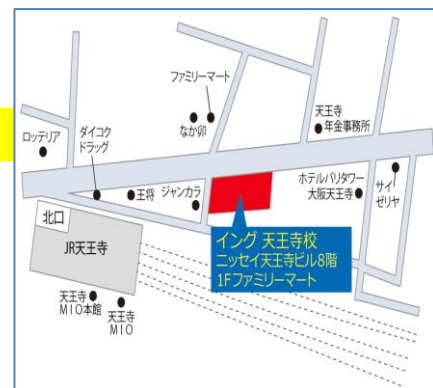 ファミリーマート
なか卯
天王寺
年金事務所
ロッテリア
ダイコク
ドラッグ
王将
ジャンカラ
ホテルバリタワー
大阪天王寺
サイ
ゼリヤ
北口
JR天王寺
イング 天王寺校
ニッセイ天王寺ビル8階
1Fファミリーマート
天王寺
MIO本館
天王寺
MIO